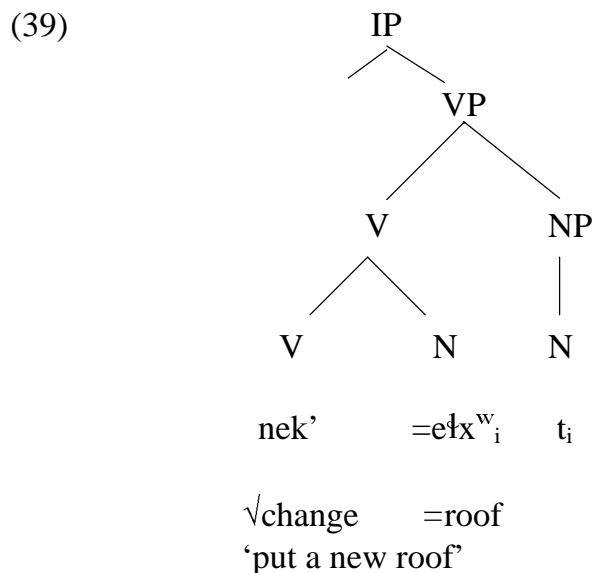 (39) IP
VP
V NP
V N N
nek’ =eɬxʷᵢ tᵢ
√change =roof
‘put a new roof’